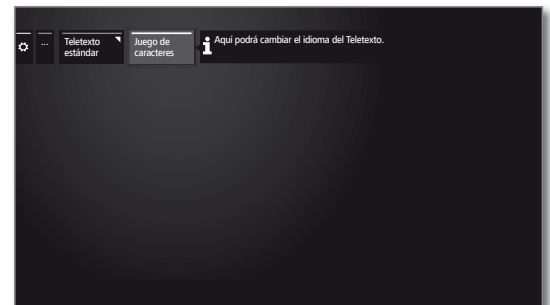 ...
Teletexto
estándar
Juego de
caracteres
Aquí podrá cambiar el idioma del Teletexto.